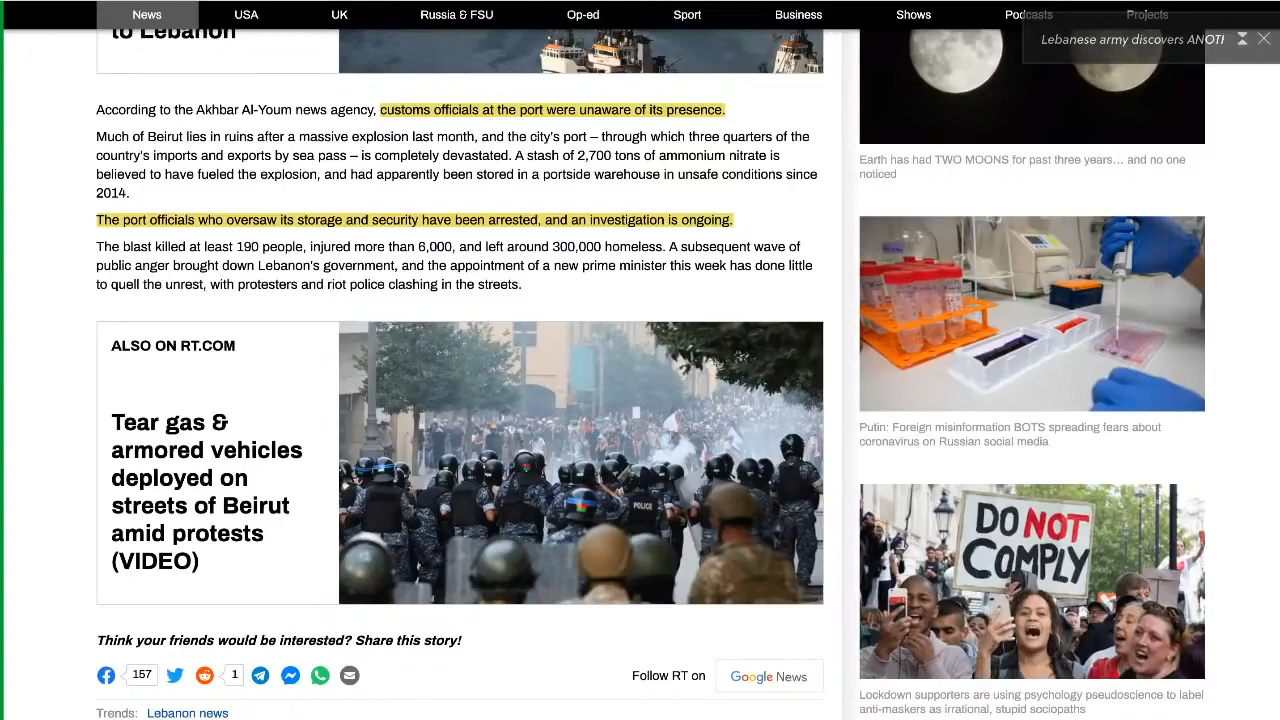 News USA UK Russia & FSU Op-ed Sport Business Shows Podcasts Projects
Lebanese army discovers ANOTI
to Lebanon
According to the Akhbar Al-Youm news agency, customs officials at the port were unaware of its presence.
Much of Beirut lies in ruins after a massive explosion last month, and the city's port – through which three quarters of the
country's imports and exports by sea pass – is completely devastated. A stash of 2,700 tons of ammonium nitrate is
believed to have fueled the explosion, and had apparently been stored in a portside warehouse in unsafe conditions since
2014.
The port officials who oversaw its storage and security have been arrested, and an investigation is ongoing.
The blast killed at least 190 people, injured more than 6,000, and left around 300,000 homeless. A subsequent wave of
public anger brought down Lebanon's government, and the appointment of a new prime minister this week has done little
to quell the unrest, with protesters and riot police clashing in the streets.
ALSO ON RT.COM
Tear gas &
armored vehicles
deployed on
streets of Beirut
amid protests
(VIDEO)
POLICE
Think your friends would be interested? Share this story!
157
1
Follow RT on
Google News
Trends: Lebanon news
Earth has had TWO MOONS for past three years... and no one
noticed
Putin: Foreign misinformation BOTS spreading fears about
coronavirus on Russian social media
DO NOT
COMPLY
Lockdown supporters are using psychology pseudoscience to label
anti-maskers as irrational, stupid sociopaths